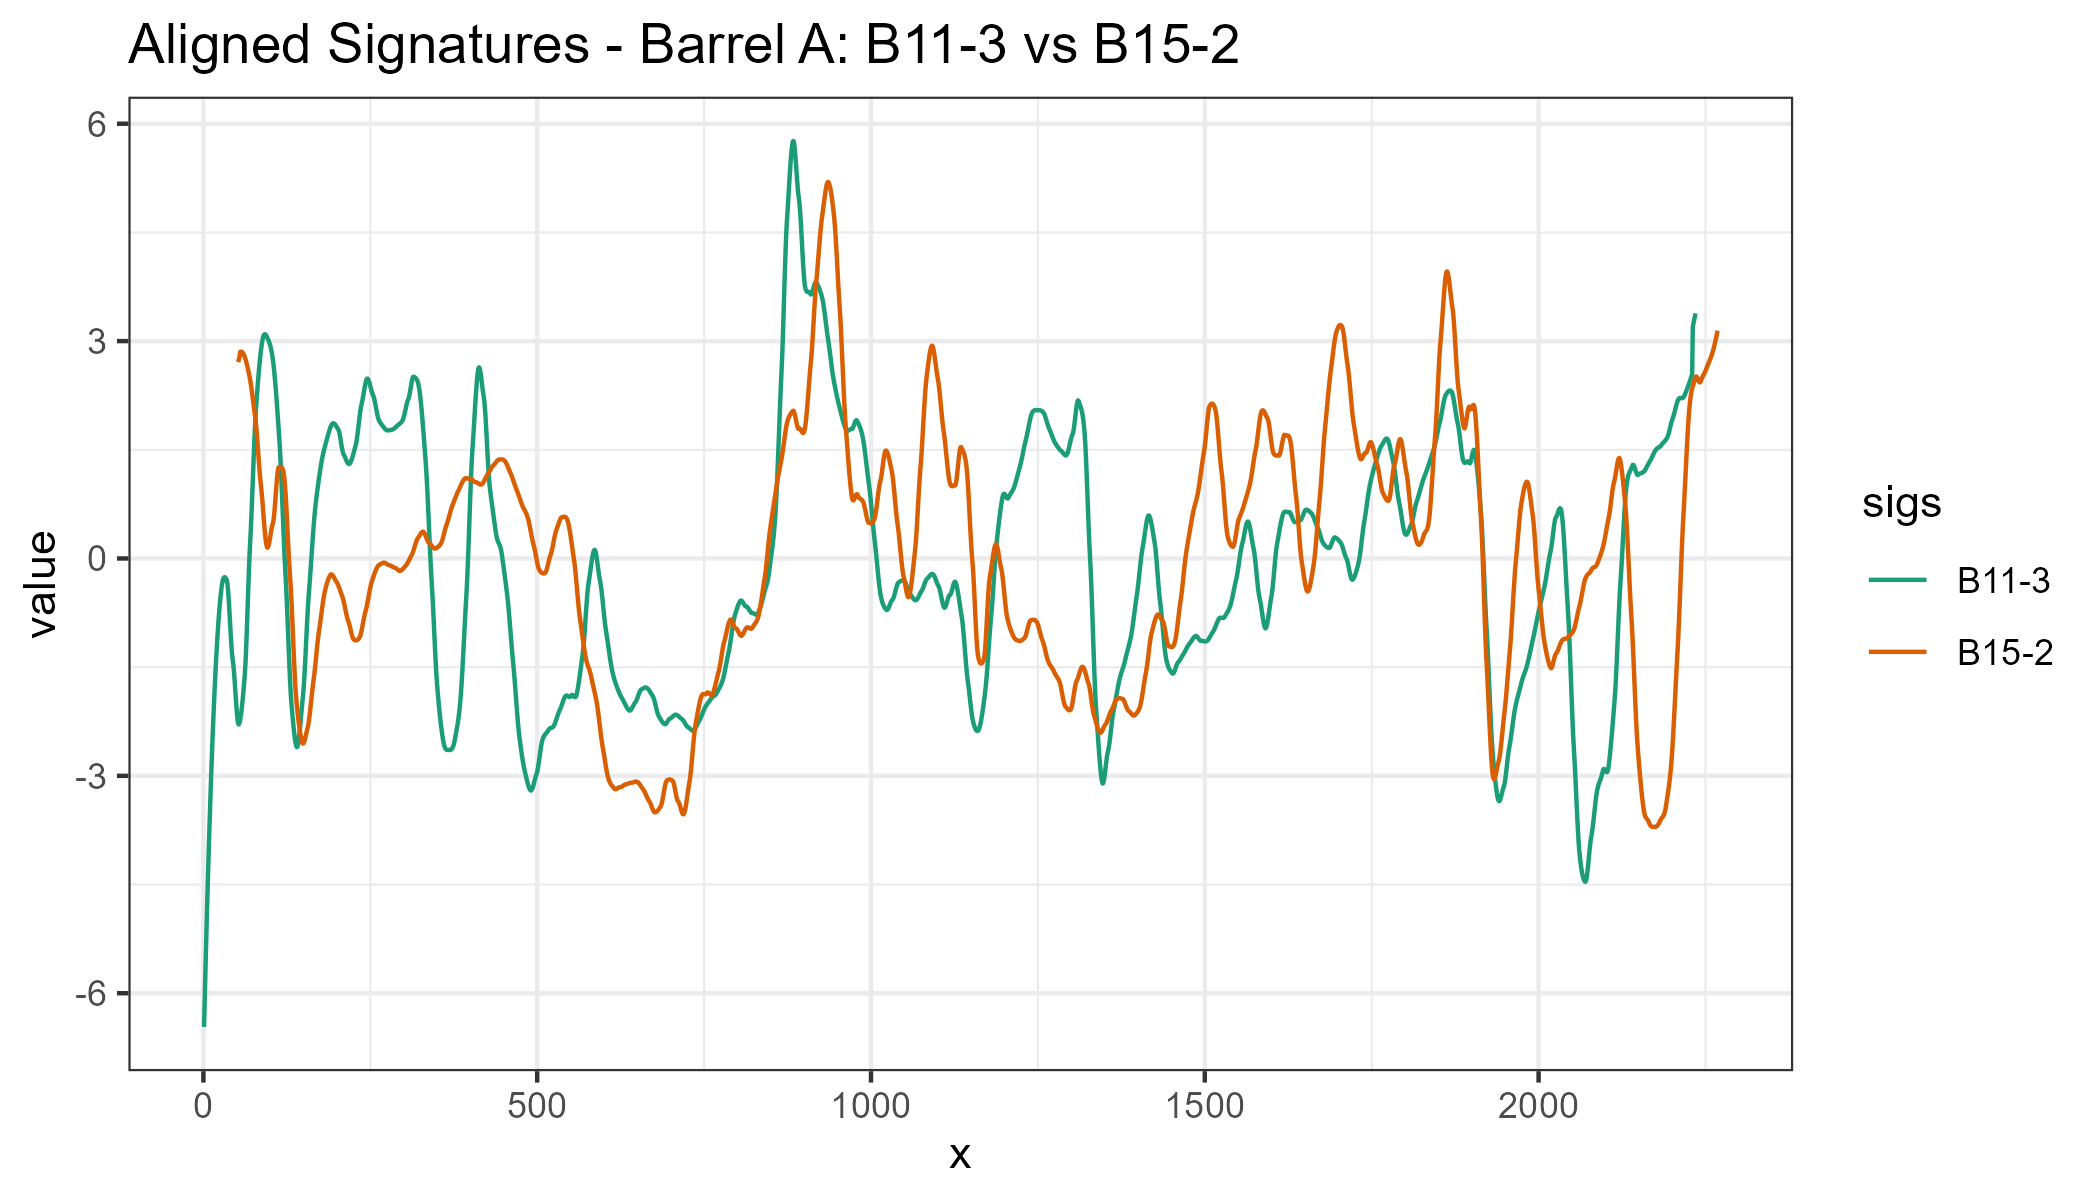 Aligned Signatures - Barrel A: B11-3 vs B15-2
6
3
0
-3
-6
value
0 500 1000 1500 2000
x
sigs
B11-3
B15-2